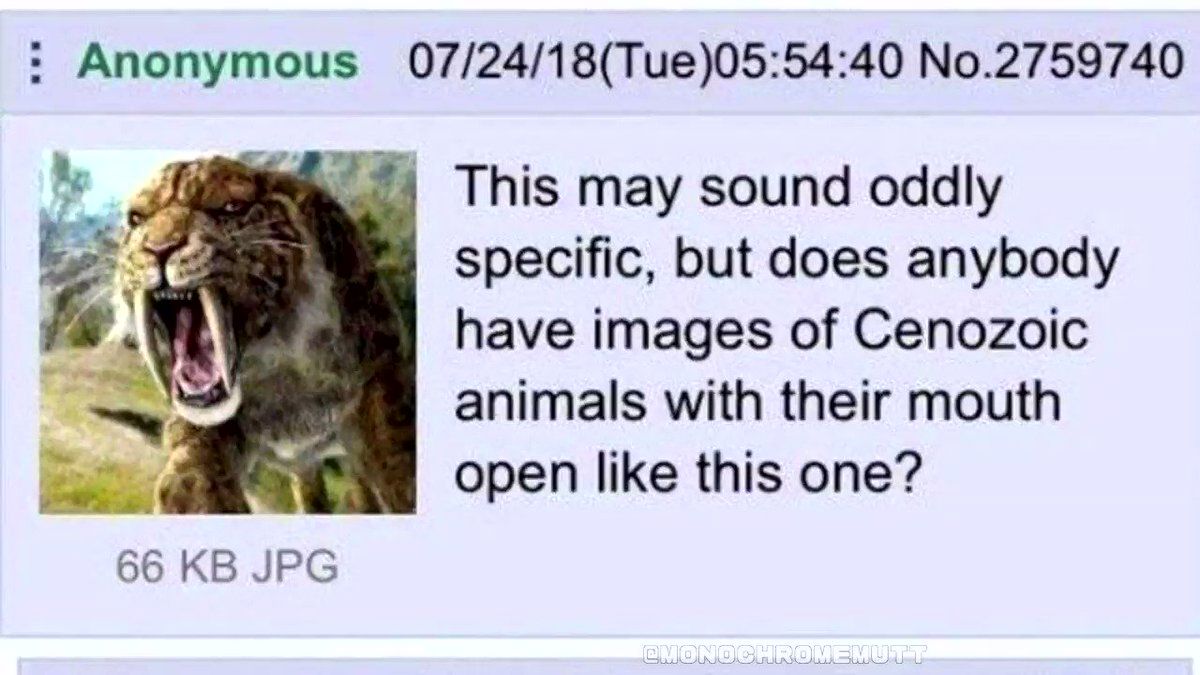 Anonymous 07/24/18(Tue)05:54:40 No.2759740
This may sound oddly
specific, but does anybody
have images of Cenozoic
animals with their mouth
open like this one?
66 KB JPG
@MONOCHROMEMUTT